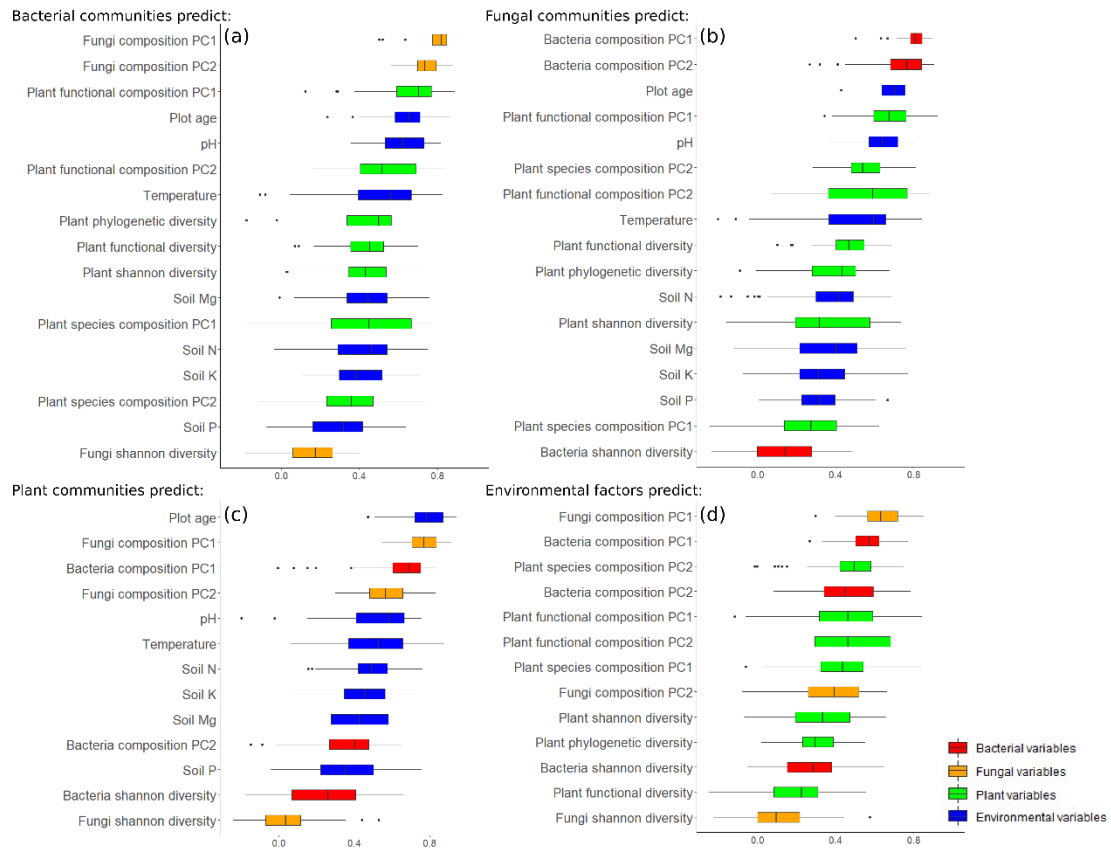 Bacterial communities predict:
(a)
Fungi composition PC1
Fungi composition PC2
Plant functional composition PC1
Plot age
pH
Plant functional composition PC2
Temperature
Plant phylogenetic diversity
Plant functional diversity
Plant shannon diversity
Soil Mg
Plant species composition PC1
Soil N
Soil K
Plant species composition PC2
Soil P
Fungi shannon diversity
0.0 0.4 0.8
Fungal communities predict:
(b)
Bacteria composition PC1
Bacteria composition PC2
Plot age
Plant functional composition PC1
pH
Plant species composition PC2
Plant functional composition PC2
Temperature
Plant functional diversity
Plant phylogenetic diversity
Soil N
Plant shannon diversity
Soil Mg
Soil K
Soil P
Plant species composition PC1
Bacteria shannon diversity
0.0 0.4 0.8
Plant communities predict:
(c)
Plot age
Fungi composition PC1
Bacteria composition PC1
Fungi composition PC2
pH
Temperature
Soil N
Soil K
Soil Mg
Bacteria composition PC2
Soil P
Bacteria shannon diversity
Fungi shannon diversity
0.0 0.4 0.8
Environmental factors predict:
(d)
Fungi composition PC1
Bacteria composition PC1
Plant species composition PC2
Bacteria composition PC2
Plant functional composition PC1
Plant functional composition PC2
Plant species composition PC1
Fungi composition PC2
Plant shannon diversity
Plant phylogenetic diversity
Bacteria shannon diversity
Plant functional diversity
Fungi shannon diversity
0.0 0.4 0.8
Bacterial variables
Fungal variables
Plant variables
Environmental variables